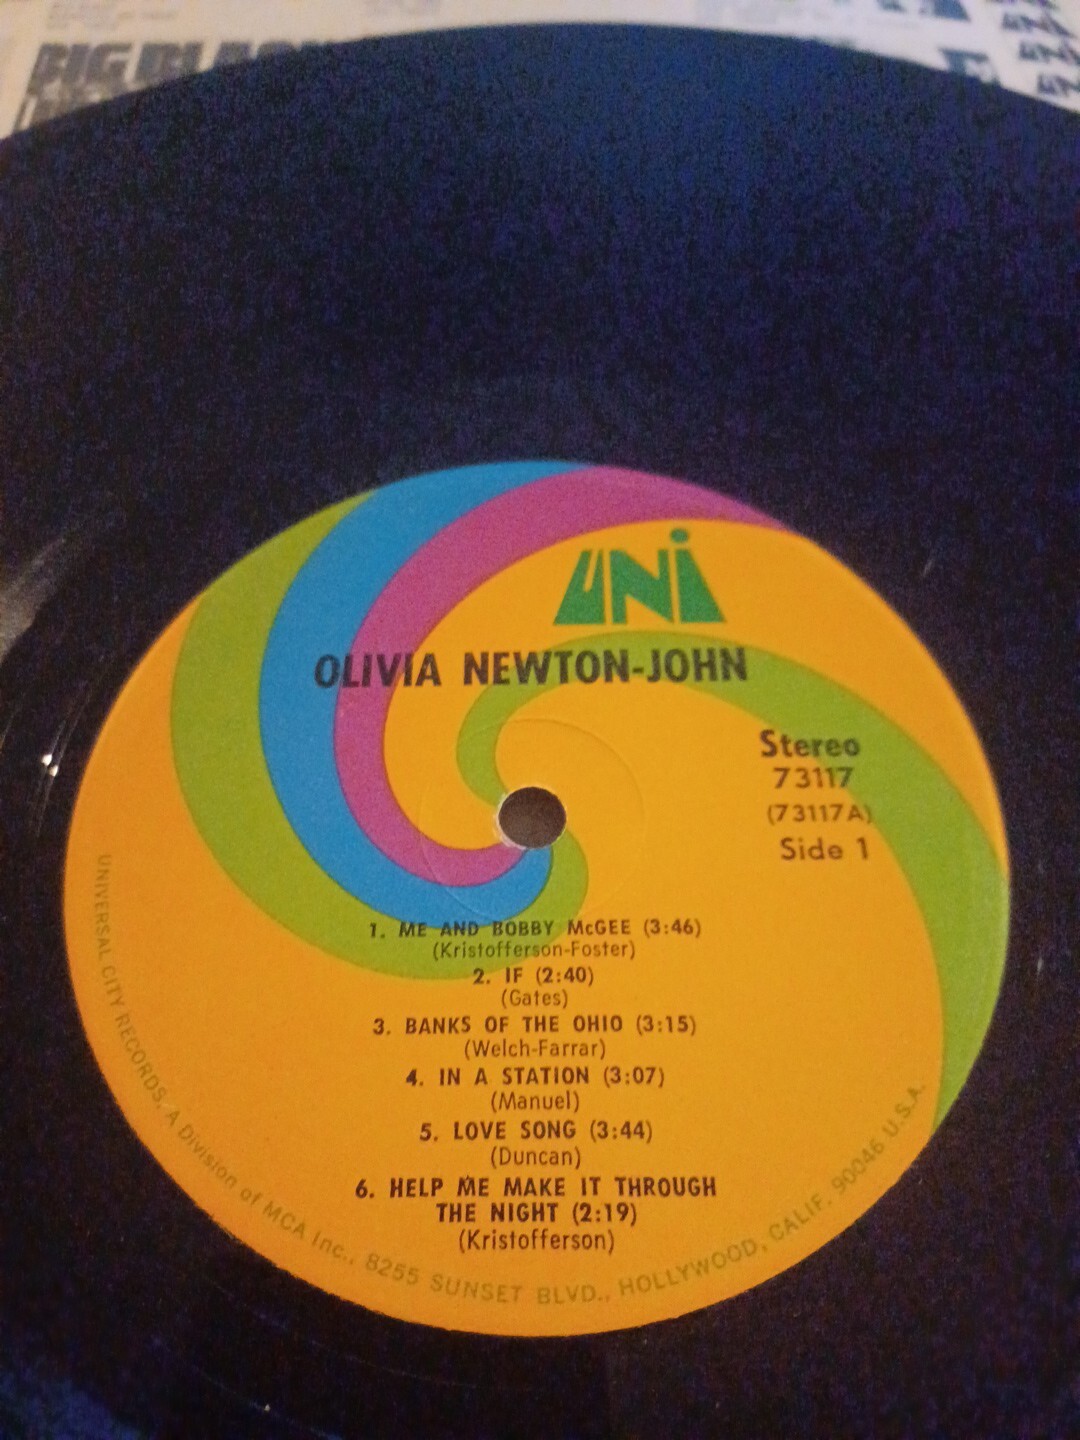 BIG BLACK
UNI
OLIVIA NEWTON-JOHN
Stereo
73117
(73117A)
Side 1
1. ME AND BOBBY McGEE (3:46)
(Kristofferson-Foster)
2. IF (2:40)
(Gates)
3. BANKS OF THE OHIO (3:15)
(Welch-Farrar)
4. IN A STATION (3:07)
(Manuel)
5. LOVE SONG (3:44)
(Duncan)
6. HELP ME MAKE IT THROUGH
THE NIGHT (2:19)
(Kristofferson)
UNIVERSAL CITY RECORDS, A Division of MCA Inc., 8255 SUNSET BLVD., HOLLYWOOD, CALIF. 90046 U.S.A.